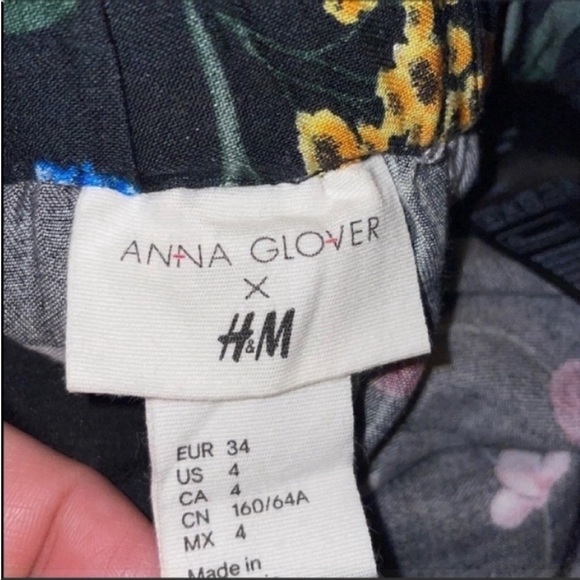 ANNA GLOVER
X
H&M
EUR 34
US 4
CA 4
CN 160/64A
MX 4
Made in